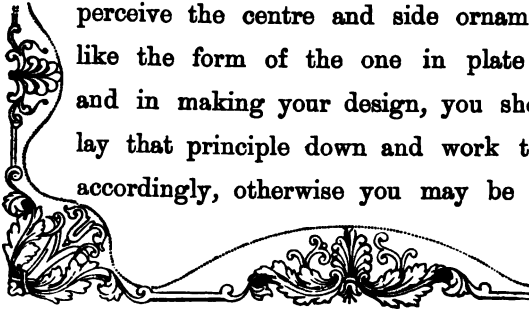 perceive the centre and side ornam
like the form of the one in plate
and in making your design, you sho
lay that principle down and work t
accordingly, otherwise you may be